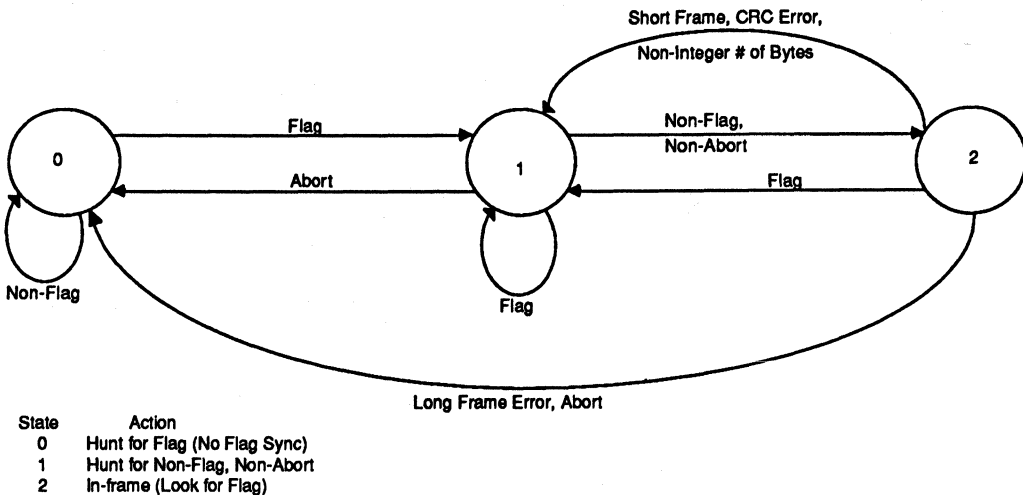 Short Frame, CRC Error,
Non-Integer # of Bytes
Flag
Non-Flag,
Non-Abort
0
1
2
Abort
Flag
Non-Flag
Flag
Long Frame Error, Abort
State Action
0 Hunt for Flag (No Flag Sync)
1 Hunt for Non-Flag, Non-Abort
2 In-frame (Look for Flag)